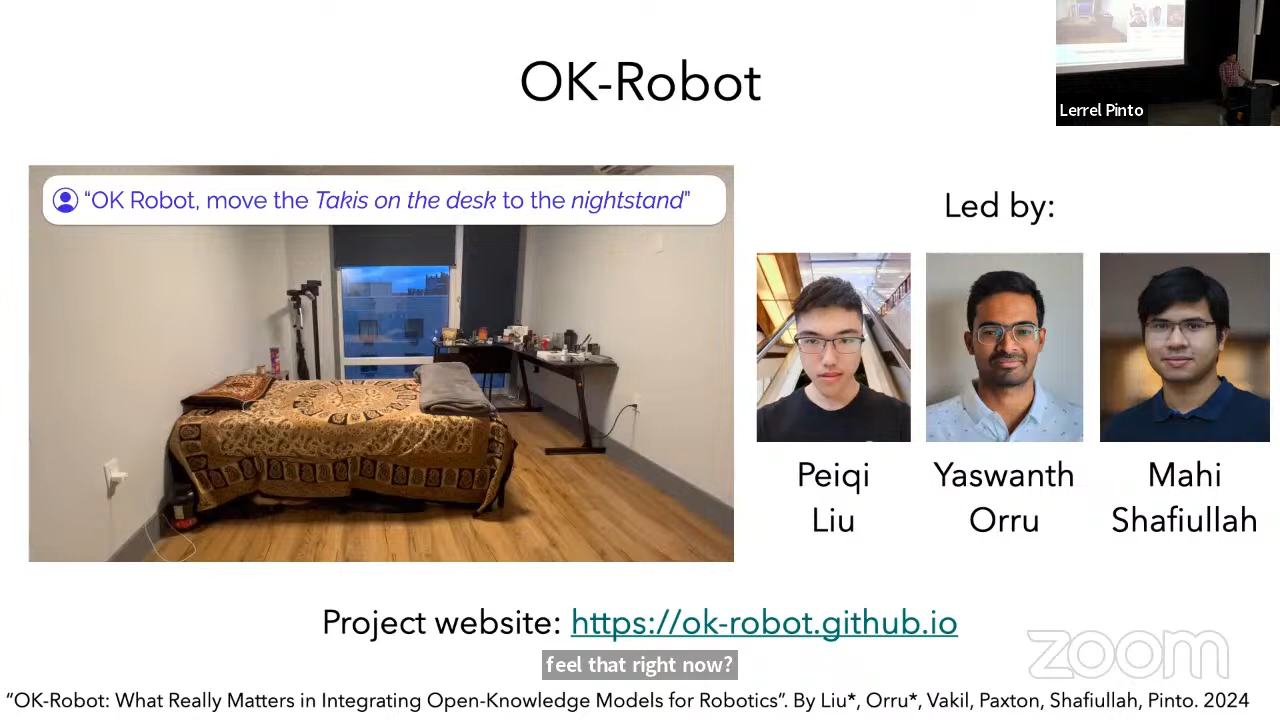 OK-Robot
Lerrel Pinto
“OK Robot, move the Takis on the desk to the nightstand”
Led by:
Peiqi
Liu
Yaswanth
Orru
Mahi
Shafiullah
Project website: https://ok-robot.github.io
zoom
feel that right now?
“OK-Robot: What Really Matters in Integrating Open-Knowledge Models for Robotics”. By Liu*, Orru*, Vakil, Paxton, Shafiullah, Pinto. 2024